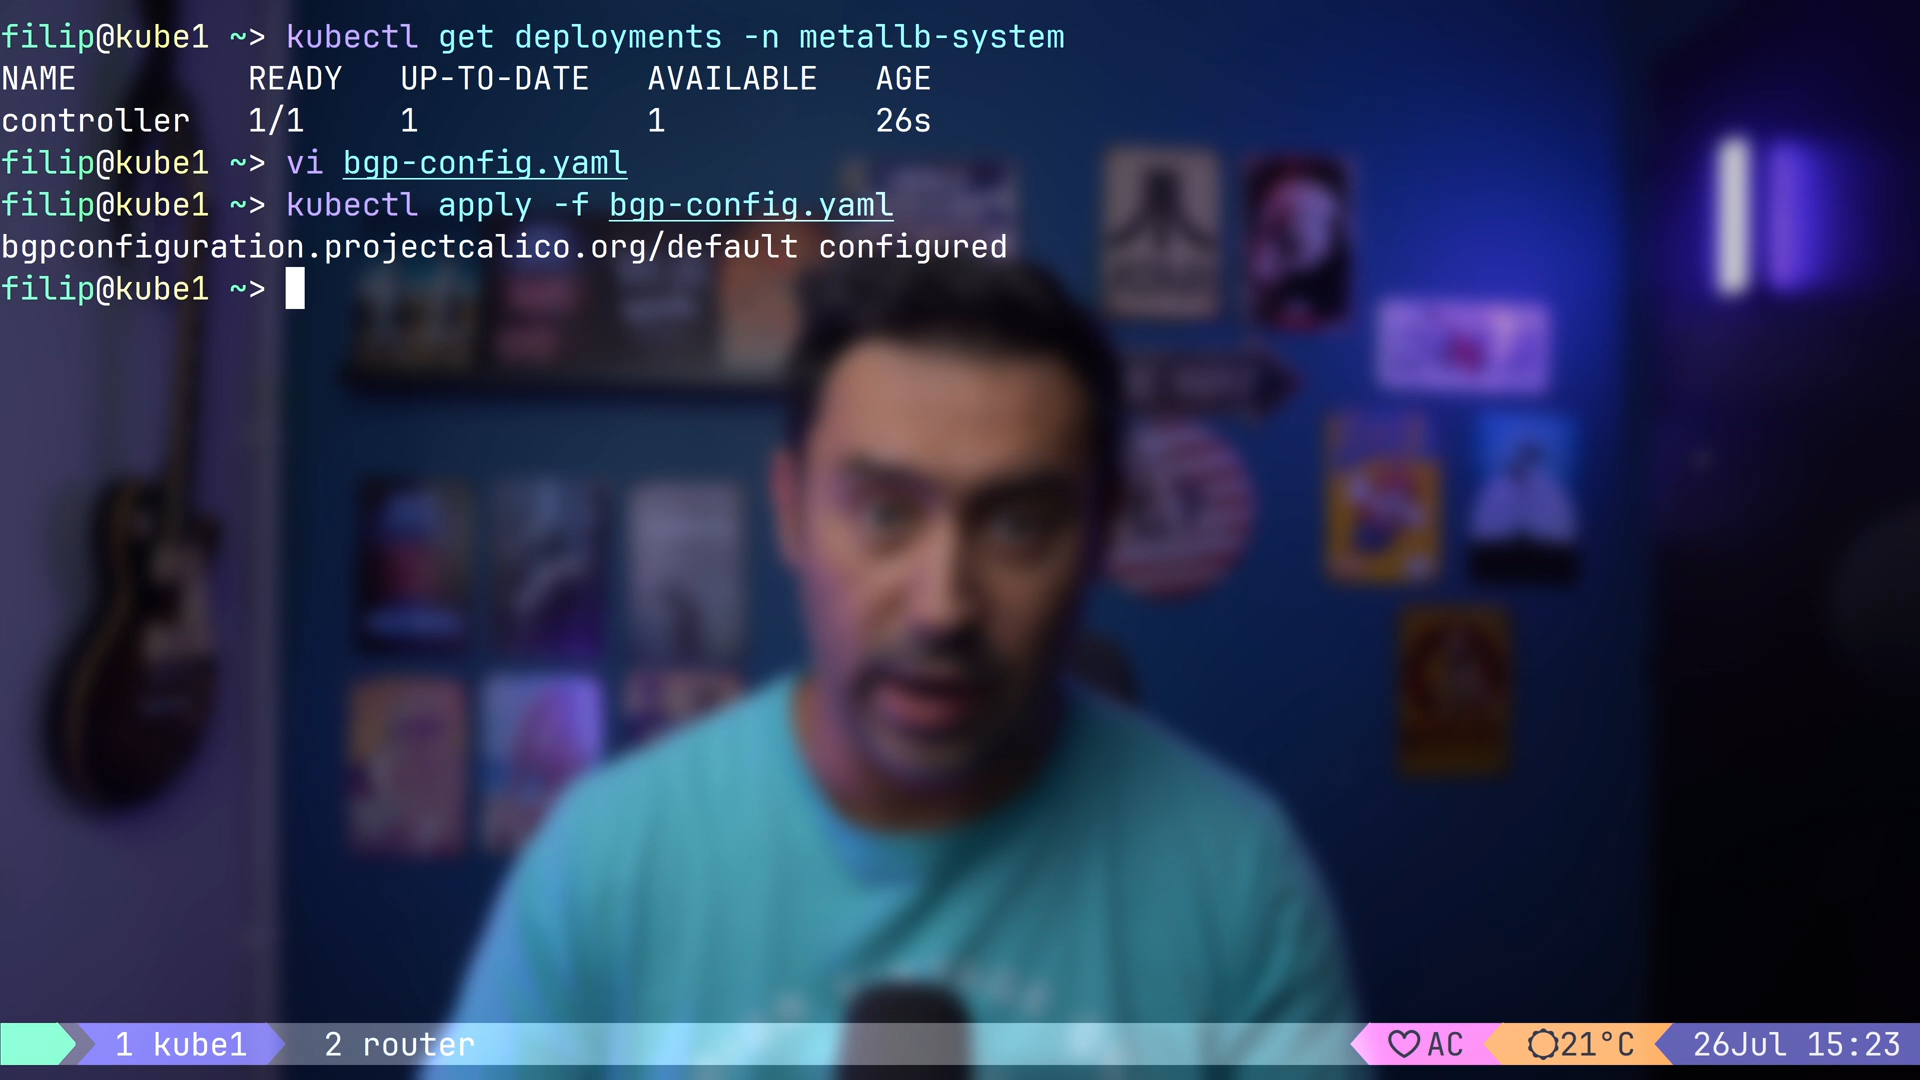 filip@kube1 ~> kubectl get deployments -n metallb-system
NAME READY UP-TO-DATE AVAILABLE AGE
controller 1/1 1 1 26s
filip@kube1 ~> vi bgp-config.yaml
filip@kube1 ~> kubectl apply -f bgp-config.yaml
bgpconfiguration.projectcalico.org/default configured
filip@kube1 ~>
1 kube1 2 router AC 21°C 26Jul 15:23